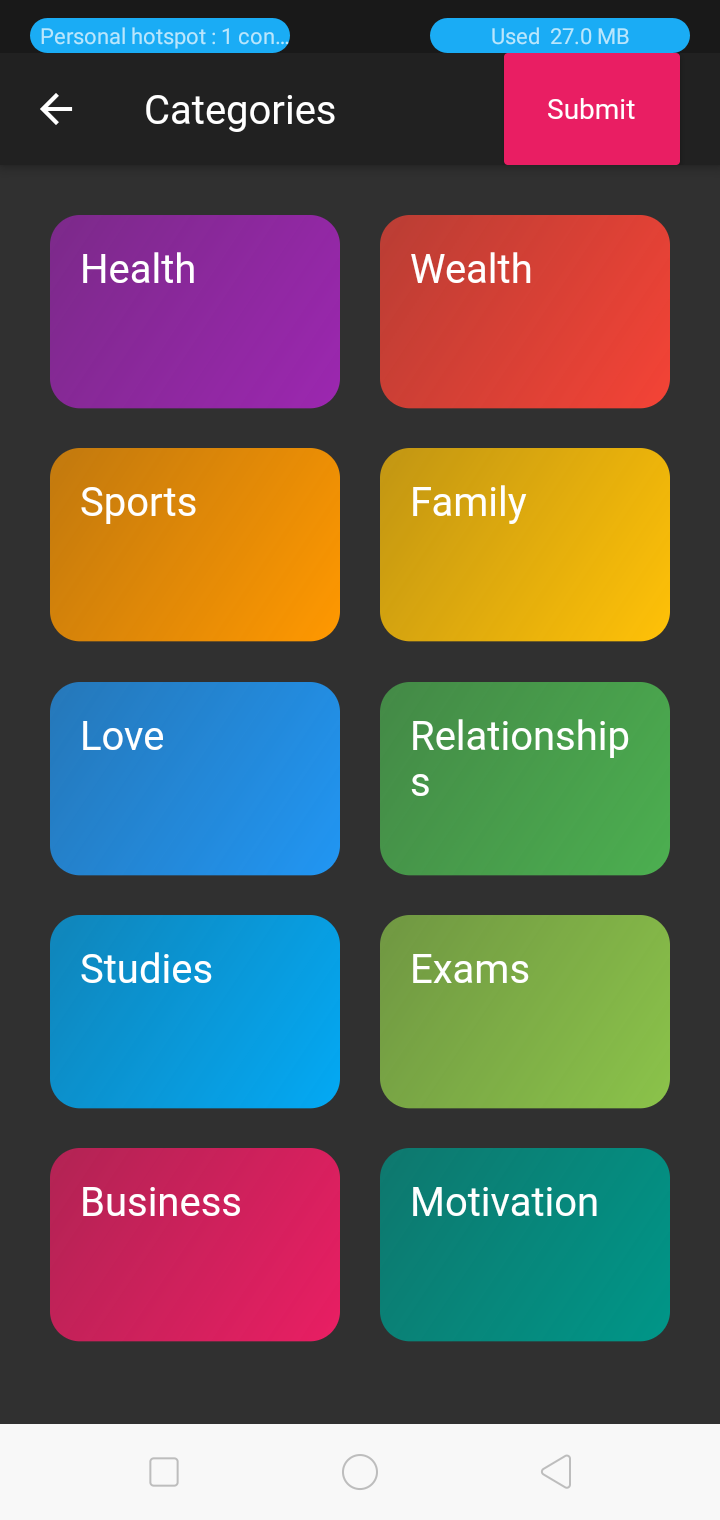 Personal hotspot : 1 con… Used 27.0 MB
Categories Submit
Health Wealth
Sports Family
Love Relationship
s
Studies Exams
Business Motivation